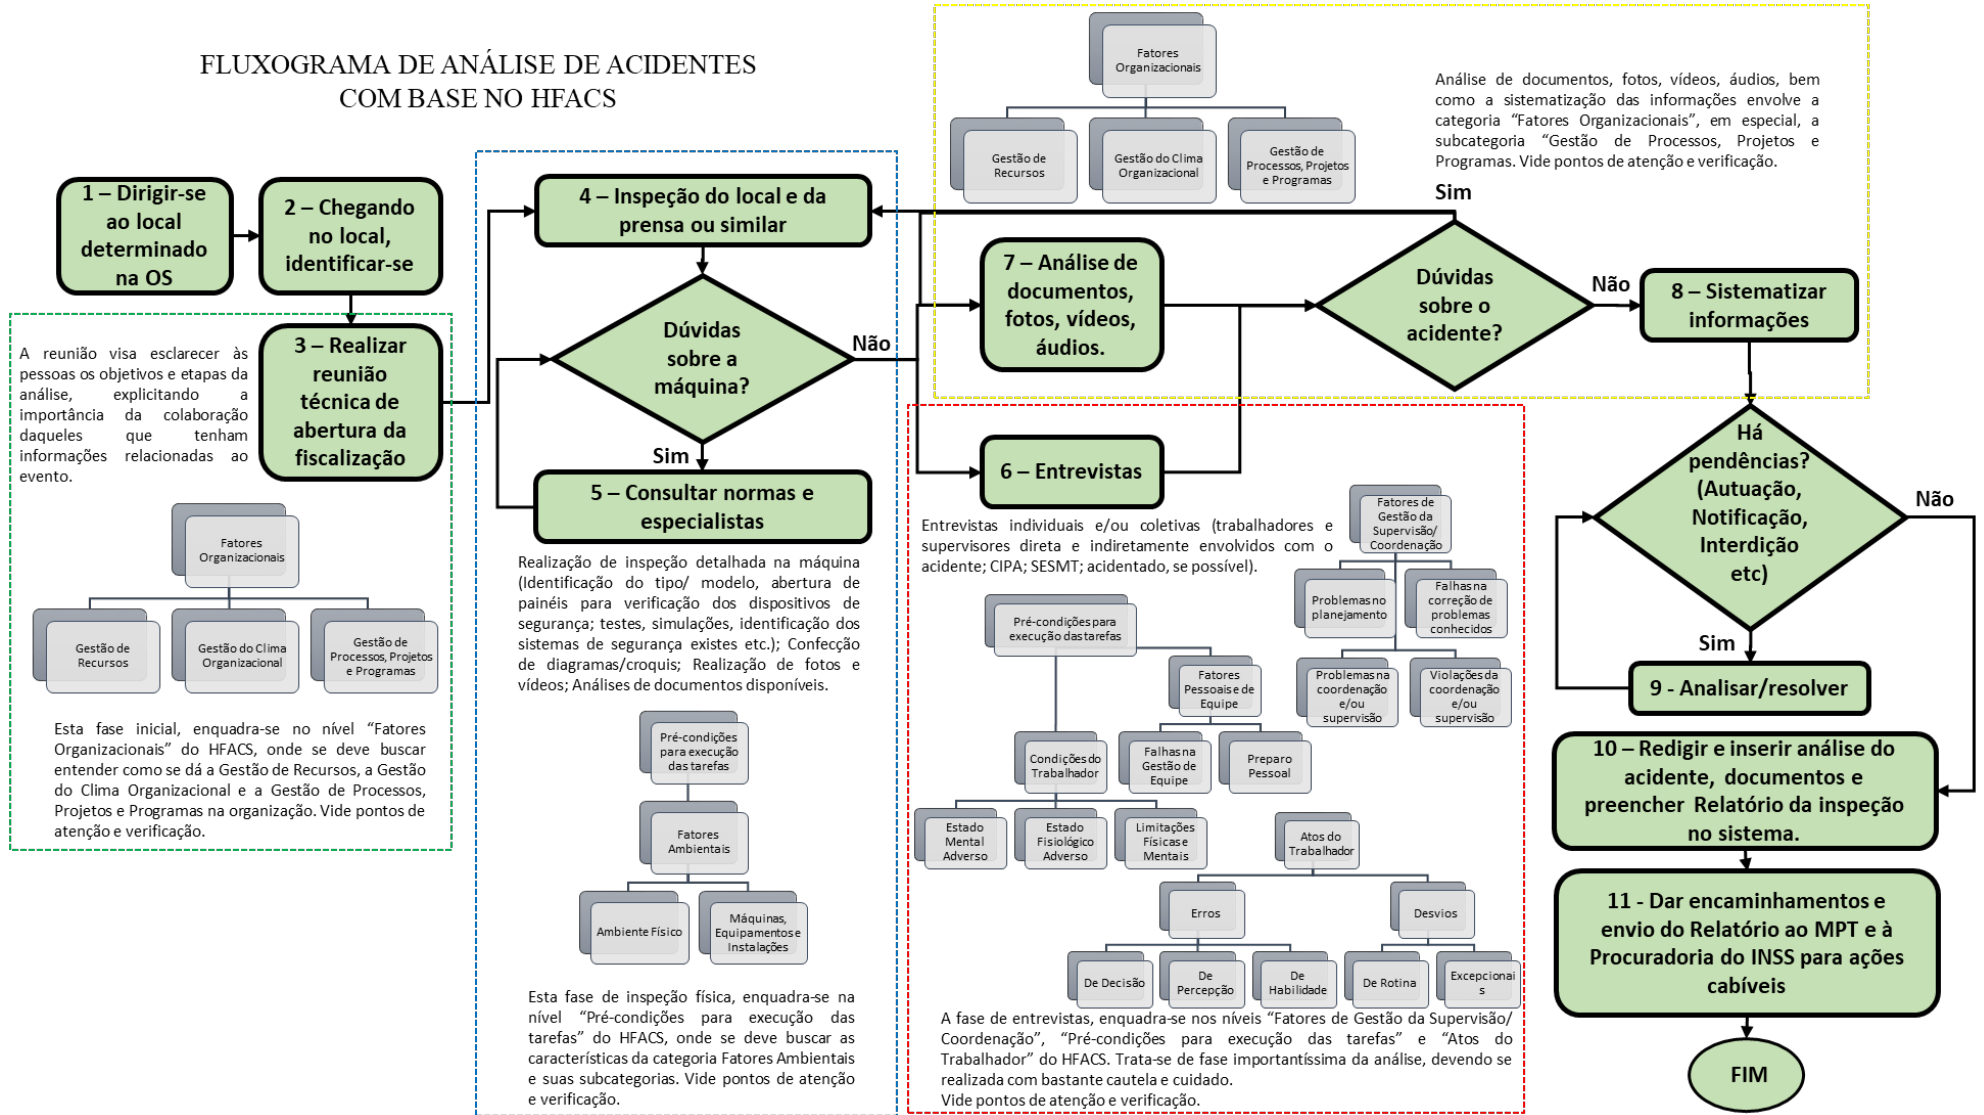 FLUXOGRAMA DE ANÁLISE DE ACIDENTES
COM BASE NO HFACS
1 – Dirigir-se
ao local
determinado
na OS
2 – Chegando
no local,
identificar-se
A reunião visa esclarecer às
pessoas os objetivos e etapas da
análise, explicitando a
importância da colaboração
daqueles que tenham
informações relacionadas ao
evento.
3 – Realizar
reunião
técnica de
abertura da
fiscalização
Fatores
Organizacionais
Gestão de
Recursos
Gestão do Clima
Organizacional
Gestão de
Processos, Projetos
e Programas
Esta fase inicial, enquadra-se no nível “Fatores
Organizacionais” do HFACS, onde se deve buscar
entender como se dá a Gestão de Recursos, a Gestão
do Clima Organizacional e a Gestão de Processos,
Projetos e Programas na organização. Vide pontos de
atenção e verificação.
4 – Inspeção do local e da
prensa ou similar
Dúvidas
sobre a
máquina?
Não
Sim
5 – Consultar normas e
especialistas
Realização de inspeção detalhada na máquina
(Identificação do tipo/ modelo, abertura de
painéis para verificação dos dispositivos de
segurança; testes, simulações, identificação dos
sistemas de segurança existes etc.); Confecção
de diagramas/croquis; Realização de fotos e
vídeos; Análises de documentos disponíveis.
Pré-condições
para execução
das tarefas
Fatores
Ambientais
Ambiente Físico
Máquinas,
Equipamentos e
Instalações
Esta fase de inspeção física, enquadra-se na
nível “Pré-condições para execução das
tarefas” do HFACS, onde se deve buscar as
características da categoria Fatores Ambientais
e suas subcategorias. Vide pontos de atenção
e verificação.
Fatores
Organizacionais
Gestão de
Recursos
Gestão do Clima
Organizacional
Gestão de
Processos, Projetos
e Programas
Análise de documentos, fotos, vídeos, áudios, bem
como a sistematização das informações envolve a
categoria “Fatores Organizacionais”, em especial, a
subcategoria “Gestão de Processos, Projetos e
Programas. Vide pontos de atenção e verificação.
Sim
7 – Análise de
documentos,
fotos, vídeos,
áudios.
Dúvidas
sobre o
acidente?
Não
8 – Sistematizar
informações
6 – Entrevistas
Entrevistas individuais e/ou coletivas (trabalhadores e
supervisores direta e indiretamente envolvidos com o
acidente; CIPA; SESMT; acidentado, se possível).
Fatores de
Gestão da
Supervisão/
Coordenação
Problemas no
planejamento
Falhas na
correção de
problemas
conhecidos
Problemas na
coordenação
e/ou
supervisão
Violações da
coordenação
e/ou
supervisão
Pré-condições para
execução das tarefas
Fatores
Pessoais e de
Equipe
Condições do
Trabalhador
Falhas na
Gestão de
Equipe
Preparo
Pessoal
Estado
Mental
Adverso
Estado
Fisiológico
Adverso
Limitações
Físicas e
Mentais
Atos do
Trabalhador
Erros
Desvios
De Decisão
De
Percepção
De
Habilidade
De Rotina
Excepcionai
s
A fase de entrevistas, enquadra-se nos níveis “Fatores de Gestão da Supervisão/
Coordenação”, “Pré-condições para execução das tarefas” e “Atos do
Trabalhador” do HFACS. Trata-se de fase importantíssima da análise, devendo se
realizada com bastante cautela e cuidado.
Vide pontos de atenção e verificação.
Há
pendências?
(Autuação,
Notificação,
Interdição
etc)
Não
Sim
9 - Analisar/resolver
10 – Redigir e inserir análise do
acidente, documentos e
preencher Relatório da inspeção
no sistema.
11 - Dar encaminhamentos e
envio do Relatório ao MPT e à
Procuradoria do INSS para ações
cabíveis
FIM